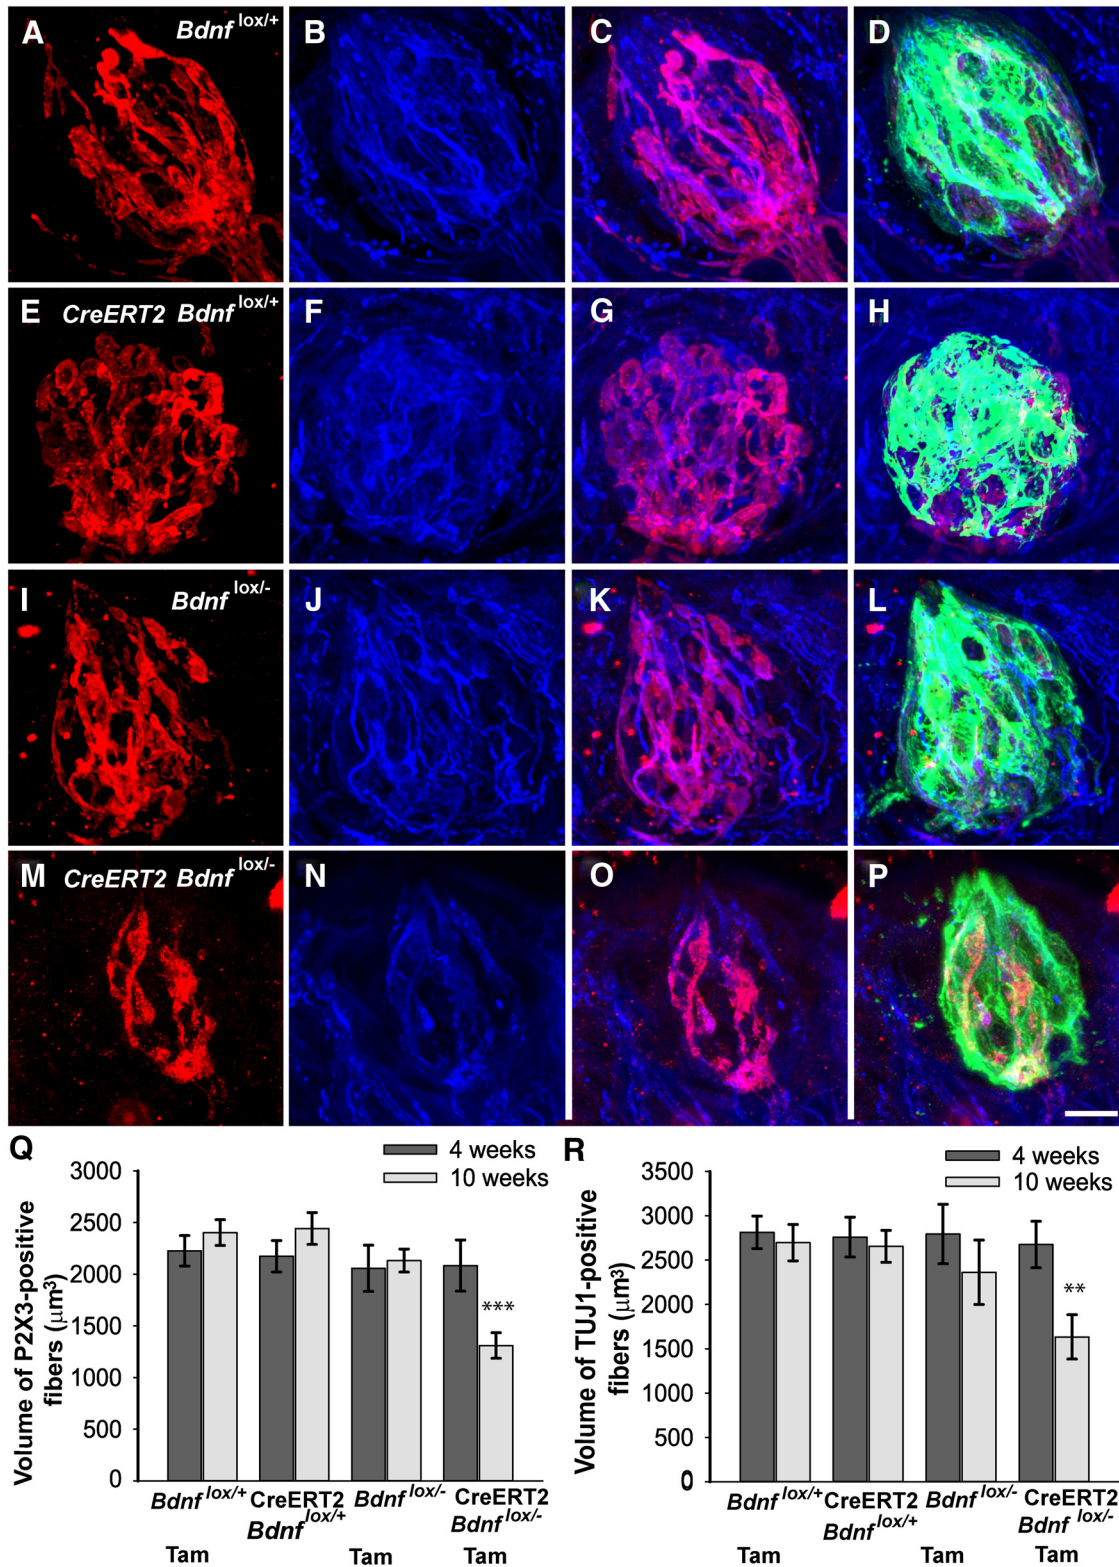 A Bdnf lox/+ B C D
E CreERT2 Bdnf lox/+ F G H
I Bdnf lox/- J K L
M CreERT2 Bdnf lox/- N O P
Q
4 weeks
10 weeks
Volume of P2X3-positive
fibers (μm³)
3000
2500
2000
1500
1000
500
0
***
Bdnf lox/+ CreERT2 Bdnf lox/- CreERT2
Bdnf lox/+ Bdnf lox/-
Tam Tam Tam
R
4 weeks
10 weeks
Volume of TUJ1-positive
fibers (μm³)
3500
3000
2500
2000
1500
1000
500
0
**
Bdnf lox/+ CreERT2 Bdnf lox/- CreERT2
Bdnf lox/+ Bdnf lox/-
Tam Tam Tam